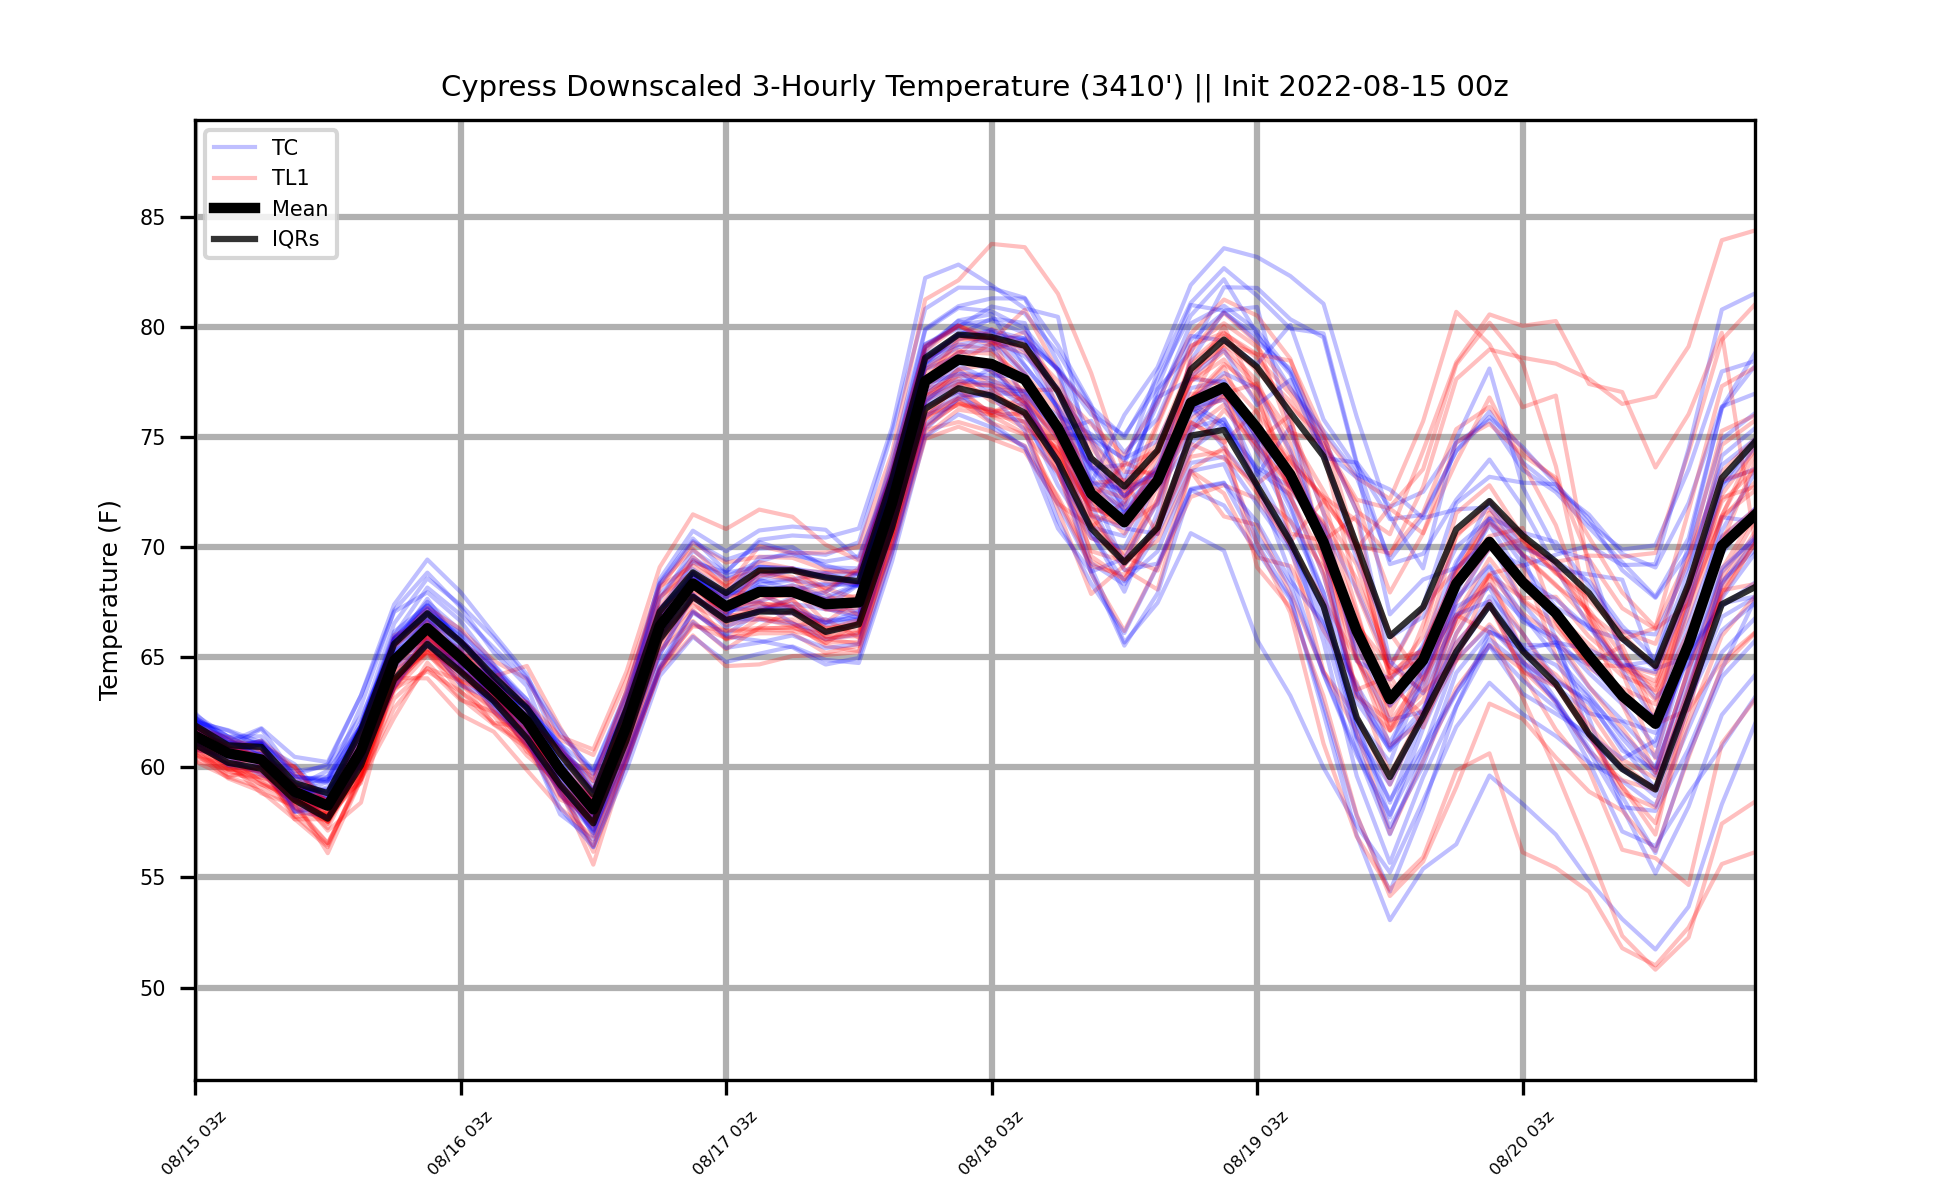 Cypress Downscaled 3-Hourly Temperature (3410') || Init 2022-08-15 00z
TC
TL1
Mean
IQRs
Temperature (F)
85
80
75
70
65
60
55
50
08/15 03z
08/16 03z
08/17 03z
08/18 03z
08/19 03z
08/20 03z